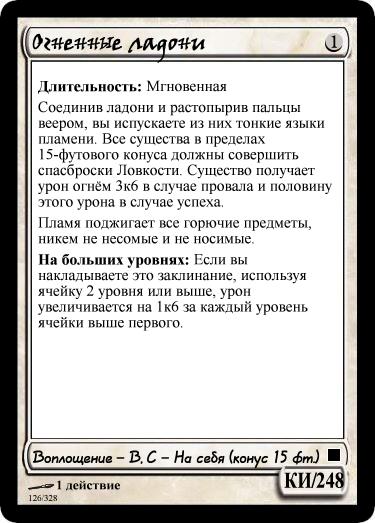 Огненные ладони 1
Длительность: Мгновенная
Соединив ладони и растопырив пальцы
веером, вы испускаете из них тонкие языки
пламени. Все существа в пределах
15-футового конуса должны совершить
спасброски Ловкости. Существо получает
урон огнём 3к6 в случае провала и половину
этого урона в случае успеха.
Пламя поджигает все горючие предметы,
никем не несомые и не носимые.
На больших уровнях: Если вы
накладываете это заклинание, используя
ячейку 2 уровня или выше, урон
увеличивается на 1к6 за каждый уровень
ячейки выше первого.
Воплощение – В, С – На себя (конус 15 фт.)
КИ/248
1 действие
126/328